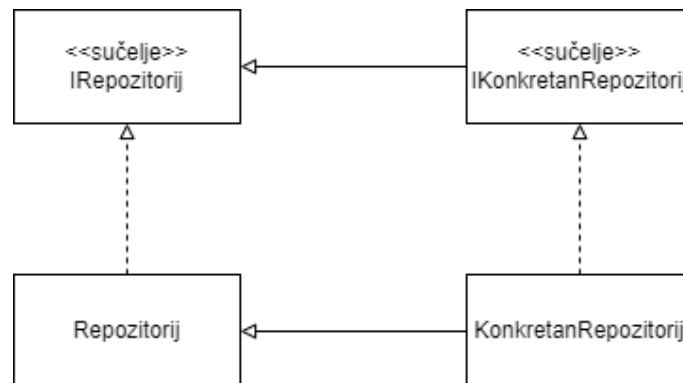 <<sučelje>>
IRepozitorij
<<sučelje>>
IKonkretanRepozitorij
Repozitorij
KonkretanRepozitorij